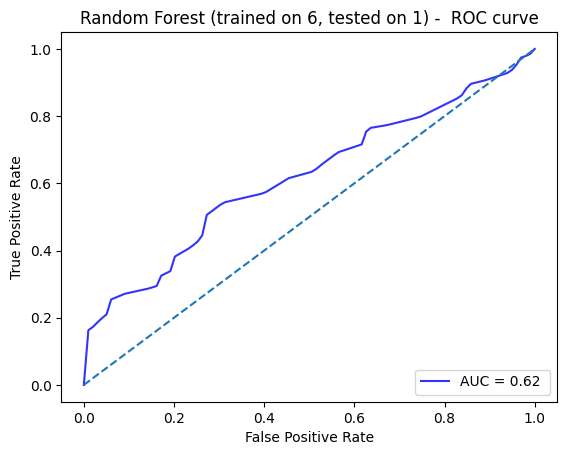 Random Forest (trained on 6, tested on 1) -  ROC curve
True Positive Rate
1.0
0.8
0.6
0.4
0.2
0.0
AUC = 0.62
0.0 0.2 0.4 0.6 0.8 1.0
False Positive Rate